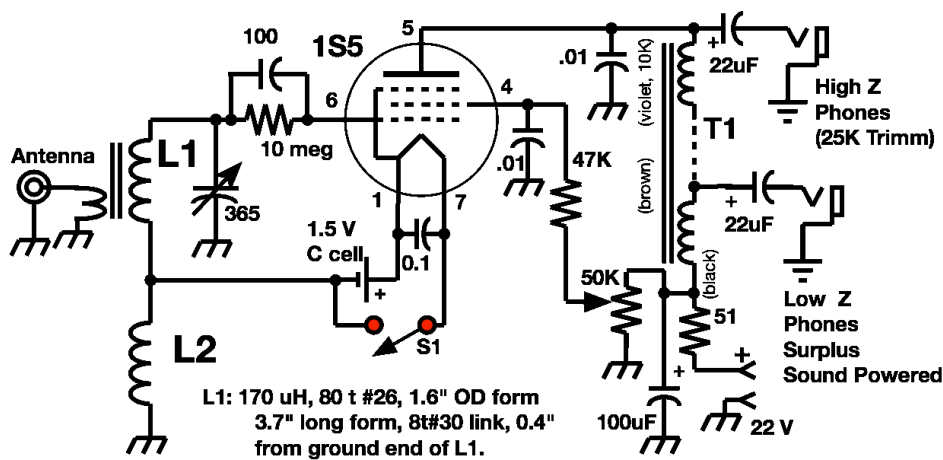 100
1S5
5
.01
(violet, 10K)
+
22uF
High Z
Phones
(25K Trimm)
6
4
T1
Antenna
L1
10 meg
.01
47K
365
1
7
(brown)
+
22uF
1.5 V
C cell
0.1
+
50K
(black)
51
Low Z
Phones
Surplus
Sound Powered
S1
L2
+
+
100uF
22 V
L1: 170 uH, 80 t #26, 1.6" OD form
3.7" long form, 8t#30 link, 0.4"
from ground end of L1.